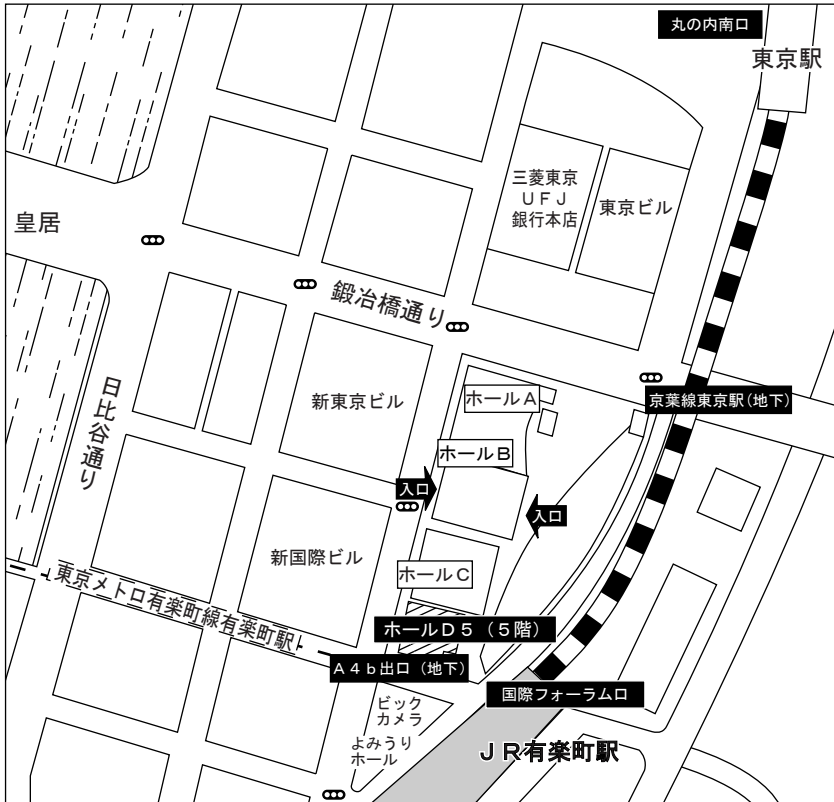 丸の内南口
東京駅
三菱東京
ＵＦＪ
銀行本店
東京ビル
皇居
鍛冶橋通り
日比谷通り
新東京ビル
ホールＡ
京葉線東京駅（地下）
ホールＢ
入口
入口
新国際ビル
ホールＣ
東京メトロ有楽町線有楽町駅
ホールＤ５（５階）
Ａ４ｂ出口（地下）
国際フォーラム口
ビック
カメラ
よみうり
ホール
ＪＲ有楽町駅